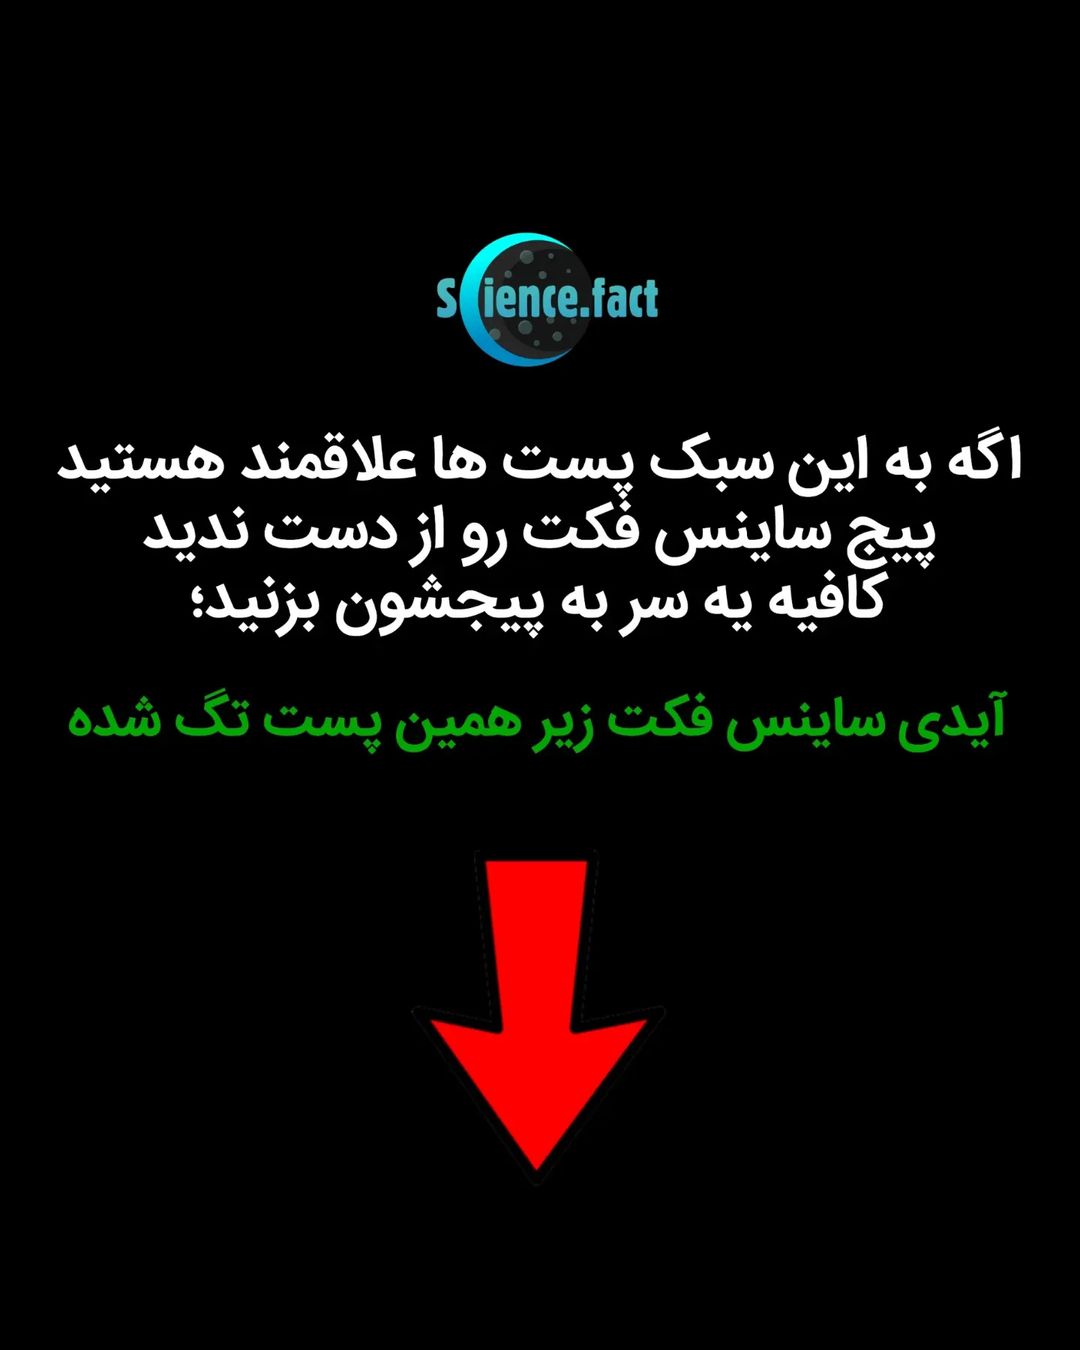 Science.fact
اگه به این سبک پست ها علاقمند هستید
پیج ساینس فکت رو از دست ندید
کافیه یه سر به پیجشون بزنید؛
آیدی ساینس فکت زیر همین پست تگ شده